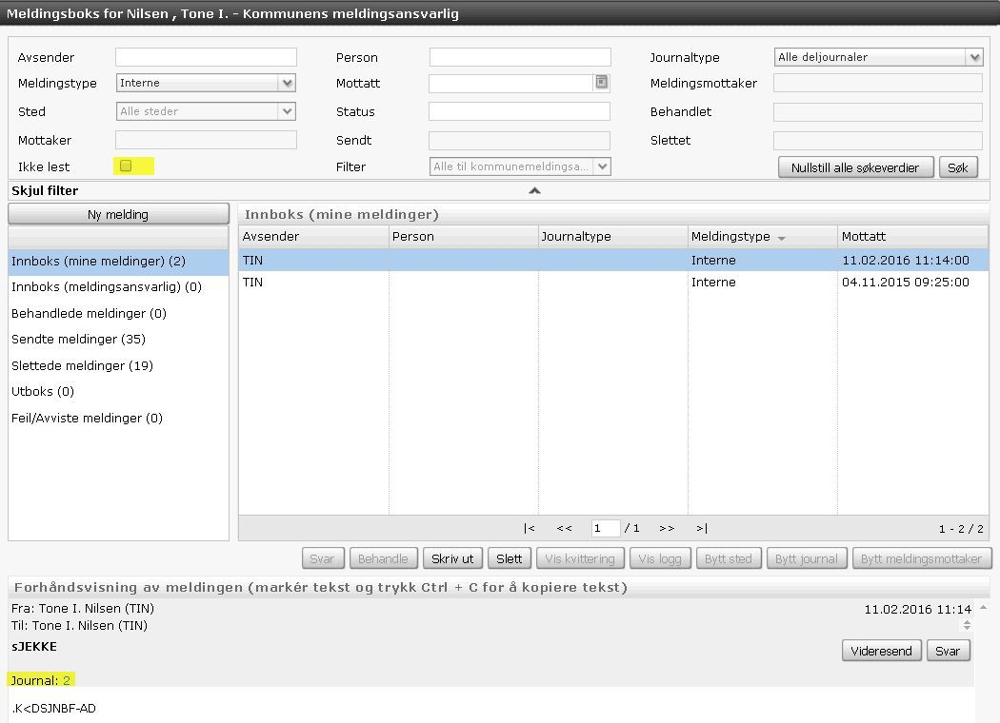 Meldingsboks for Nilsen , Tone I. - Kommunens meldingsansvarlig
Avsender Person Journaltype Alle deljournaler
Meldingstype Interne Mottatt Meldingsmottaker
Sted Alle steder Status Behandlet
Mottaker Sendt Slettet
Ikke lest Filter Alle til kommunemeldingsa... Nullstill alle søkeverdier Søk
Skjul filter
Ny melding
Innboks (mine meldinger) (2)
Innboks (meldingsansvarlig) (0)
Behandlede meldinger (0)
Sendte meldinger (35)
Slettede meldinger (19)
Utboks (0)
Feil/Avviste meldinger (0)
Innboks (mine meldinger)
Avsender Person Journaltype Meldingstype Mottatt
TIN Interne 11.02.2016 11:14:00
TIN Interne 04.11.2015 09:25:00
|< << 1 / 1 >> >| 1 - 2 / 2
Svar Behandle Skriv ut Slett Vis kvittering Vis logg Bytt sted Bytt journal Bytt meldingsmottaker
Forhåndsvisning av meldingen (markér tekst og trykk Ctrl + C for å kopiere tekst)
Fra: Tone I. Nilsen (TIN) 11.02.2016 11:14
Til: Tone I. Nilsen (TIN)
sJEKKE Videresend Svar
Journal: 2
.K<DSJNBF-AD